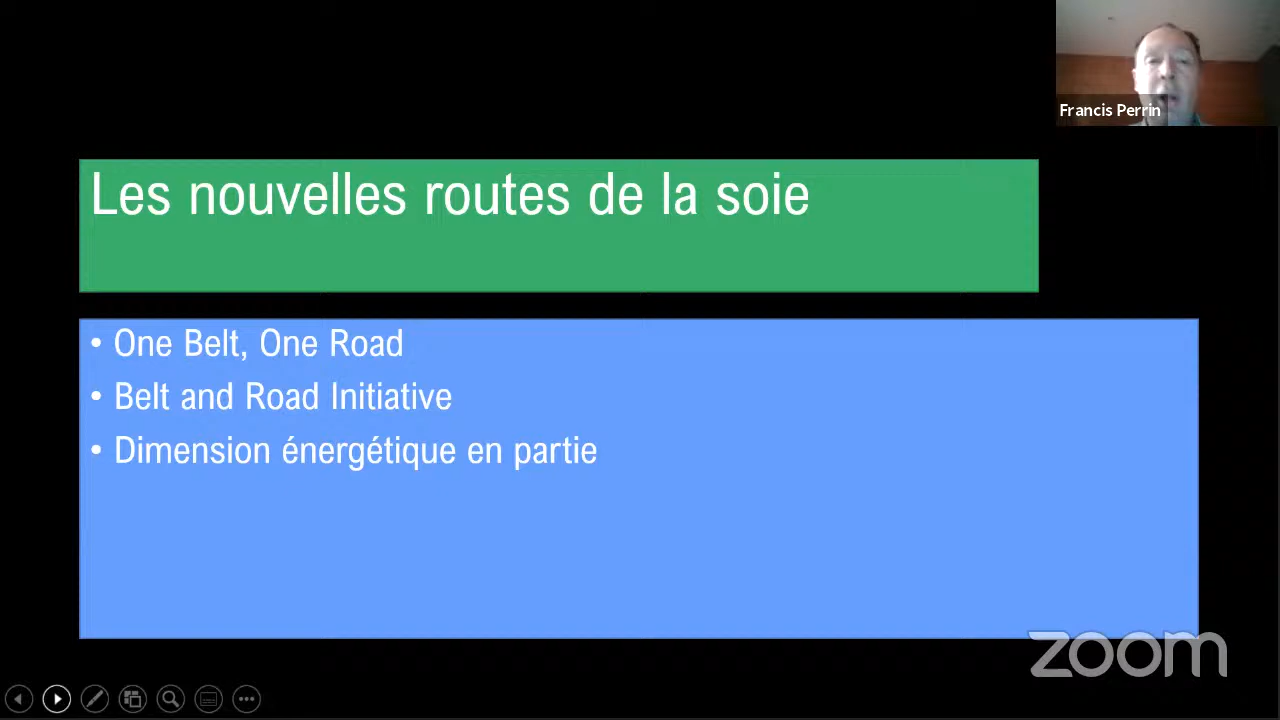 Francis Perrin
Les nouvelles routes de la soie
• One Belt, One Road
• Belt and Road Initiative
• Dimension énergétique en partie
zoom